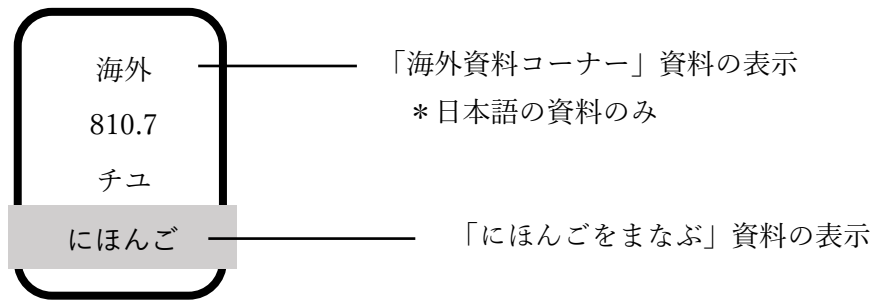 海外
810.7
チユ
にほんご
「海外資料コーナー」資料の表示
＊日本語の資料のみ
「にほんごをまなぶ」資料の表示